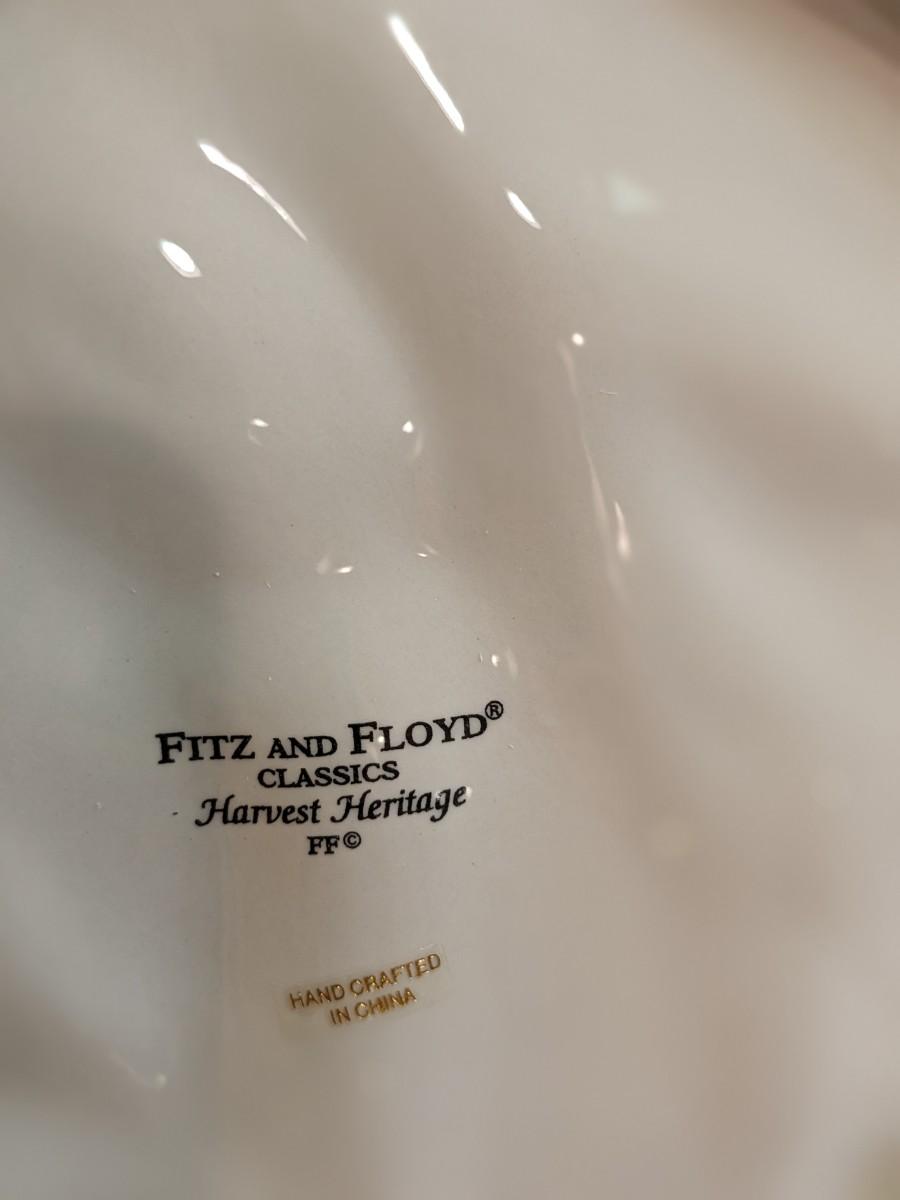 FITZ AND FLOYD®
CLASSICS
Harvest Heritage
FF©
HAND CRAFTED
IN CHINA